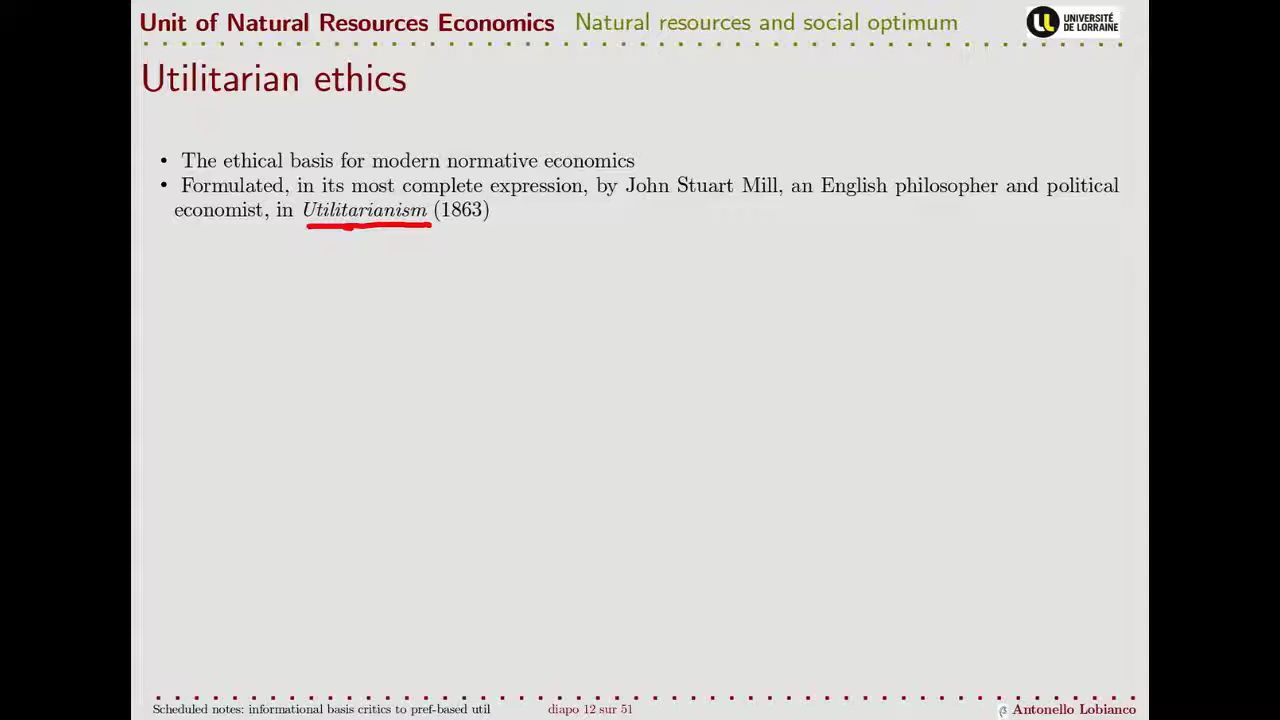 Unit of Natural Resources Economics Natural resources and social optimum
UNIVERSITÉ
DE LORRAINE
Utilitarian ethics
• The ethical basis for modern normative economics
• Formulated, in its most complete expression, by John Stuart Mill, an English philosopher and political
economist, in Utilitarianism (1863)
Scheduled notes: informational basis critics to pref-based util diapo 12 sur 51 Antonello Lobianco